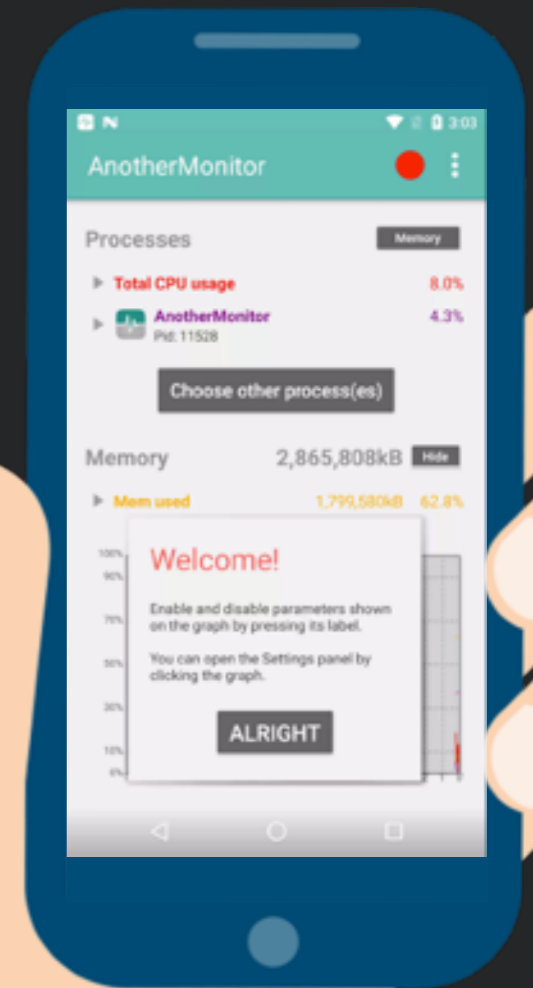 3:03
AnotherMonitor
Processes
Memory
Total CPU usage 8.0%
AnotherMonitor 4.3%
Pid: 11528
Choose other process(es)
Memory 2,865,808kB Hide
Mem used 1,799,580kB 62.8%
100%
90%
Welcome!
Enable and disable parameters shown
70%
on the graph by pressing its label.
50%
You can open the Settings panel by
clicking the graph.
30%
ALRIGHT
10%
0%